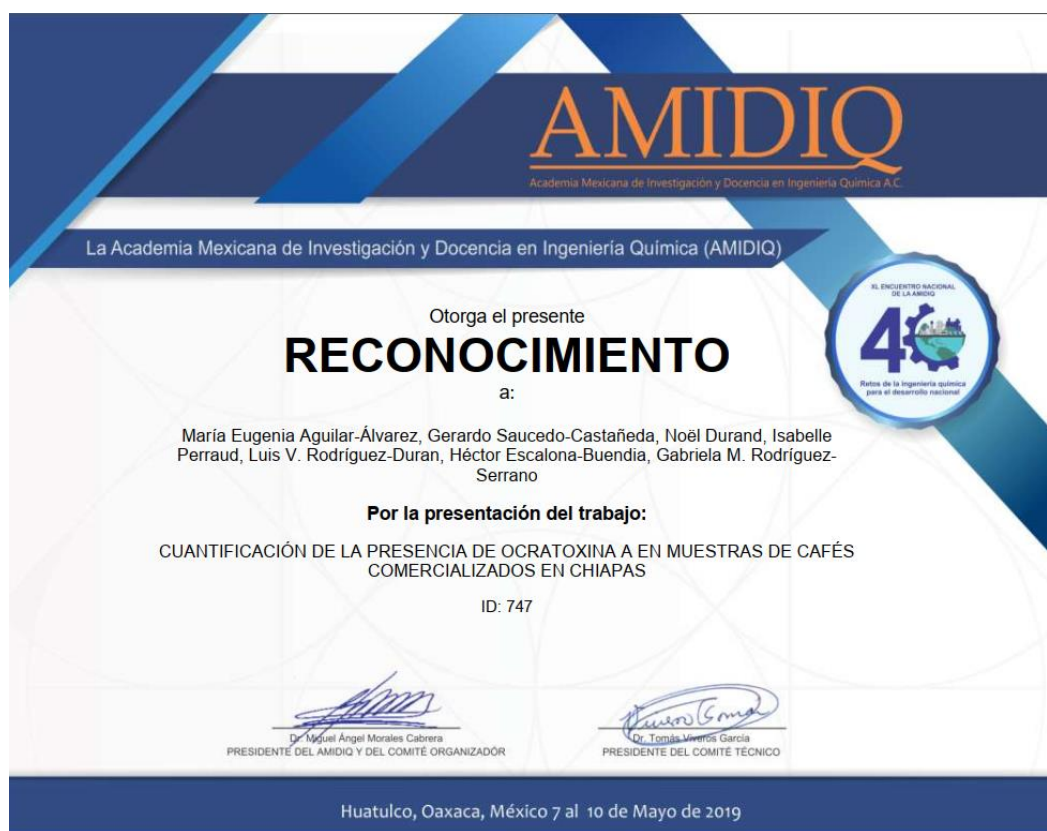 AMIDIQ
Academia Mexicana de Investigación y Docencia en Ingeniería Química A.C.
La Academia Mexicana de Investigación y Docencia en Ingeniería Química (AMIDIQ)
XL ENCUENTRO NACIONAL
DE LA AMIDIQ
40
Retos de la ingeniería química
para el desarrollo nacional
Otorga el presente
RECONOCIMIENTO
a:
María Eugenia Aguilar-Álvarez, Gerardo Saucedo-Castañeda, Noël Durand, Isabelle
Perraud, Luis V. Rodríguez-Duran, Héctor Escalona-Buendia, Gabriela M. Rodríguez-
Serrano
Por la presentación del trabajo:
CUANTIFICACIÓN DE LA PRESENCIA DE OCRATOXINA A EN MUESTRAS DE CAFÉS
COMERCIALIZADOS EN CHIAPAS
ID: 747
Dr. Miguel Ángel Morales Cabrera
PRESIDENTE DEL AMIDIQ Y DEL COMITÉ ORGANIZADOR
Dr. Tomás Viveros García
PRESIDENTE DEL COMITÉ TÉCNICO
Huatulco, Oaxaca, México 7 al 10 de Mayo de 2019